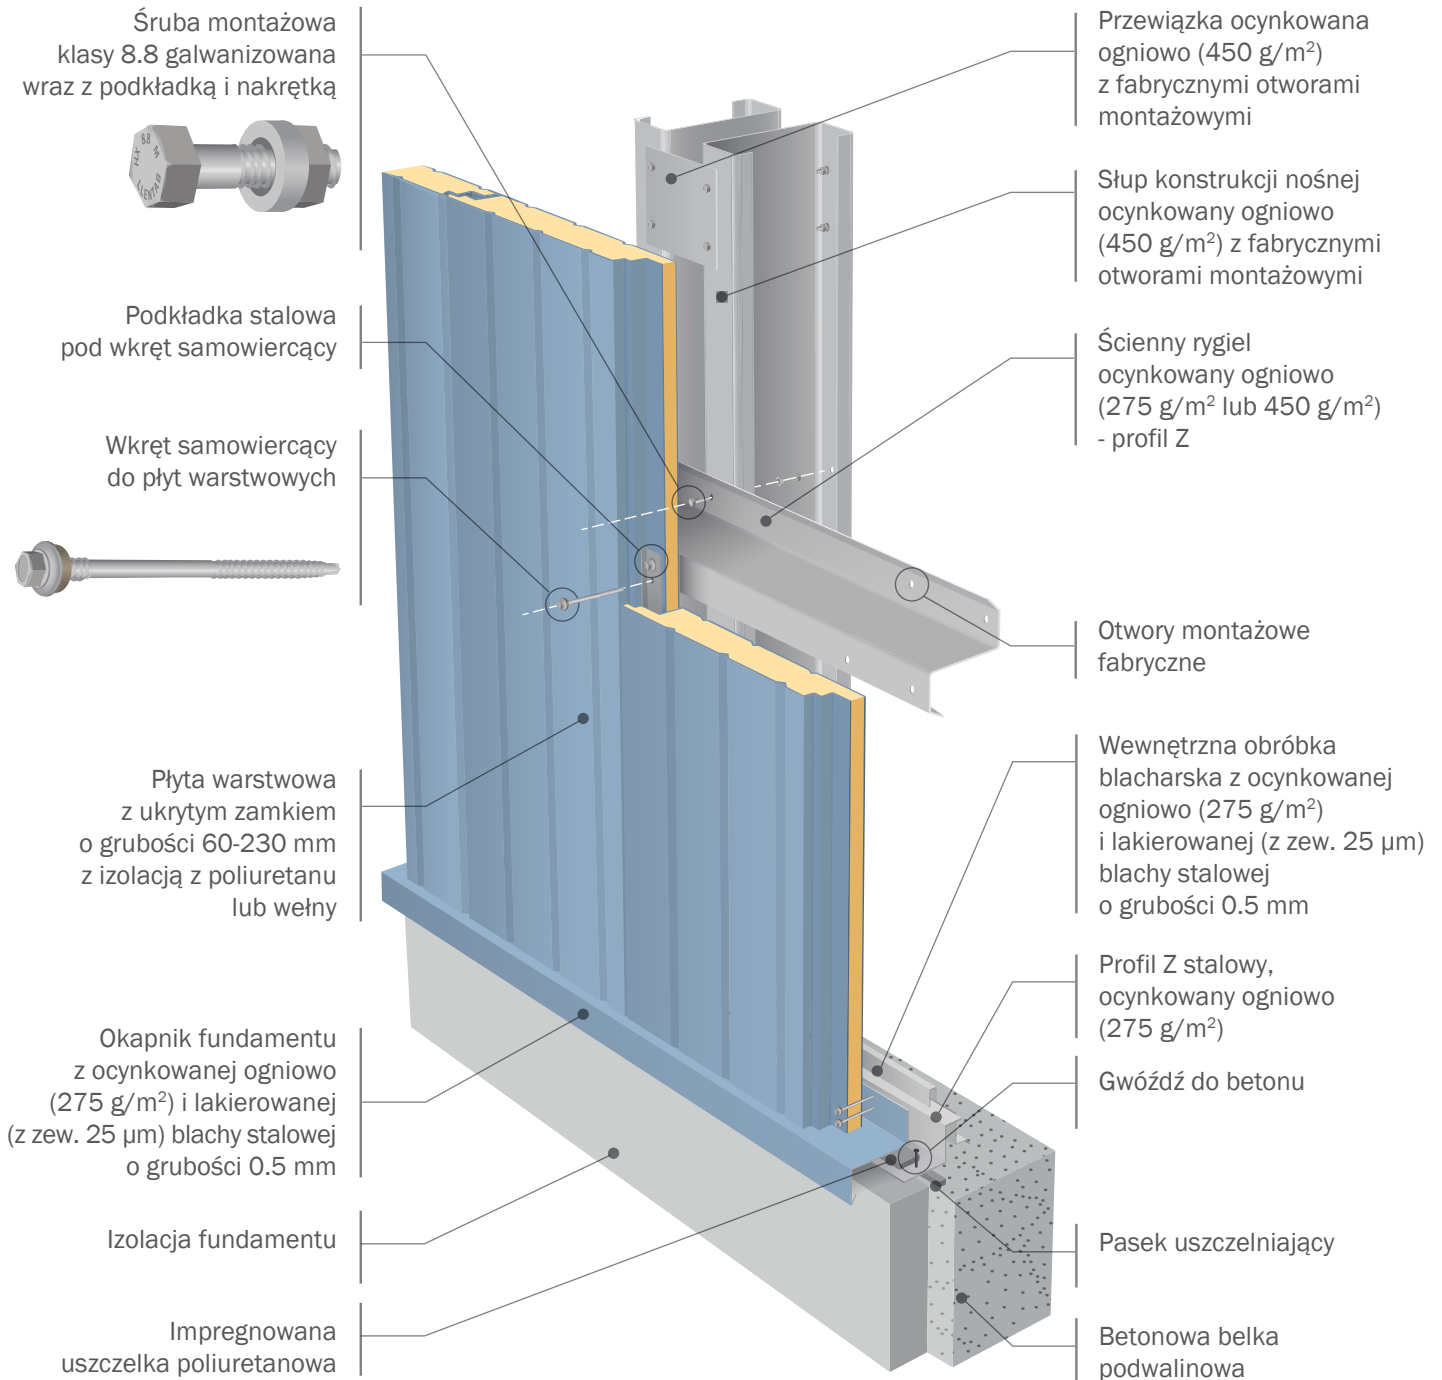 Śruba montażowa
klasy 8.8 galwanizowana
wraz z podkładką i nakrętką
HX 8.8 M
LLENTAB
Podkładka stalowa
pod wkręt samowiercący
Wkręt samowiercący
do płyt warstwowych
Płyta warstwowa
z ukrytym zamkiem
o grubości 60-230 mm
z izolacją z poliuretanu
lub wełny
Okapnik fundamentu
z ocynkowanej ogniowo
(275 g/m²) i lakierowanej
(z zew. 25 µm) blachy stalowej
o grubości 0.5 mm
Izolacja fundamentu
Impregnowana
uszczelka poliuretanowa
Przewiązka ocynkowana
ogniowo (450 g/m²)
z fabrycznymi otworami
montażowymi
Słup konstrukcji nośnej
ocynkowany ogniowo
(450 g/m²) z fabrycznymi
otworami montażowymi
Ścienny rygiel
ocynkowany ogniowo
(275 g/m² lub 450 g/m²)
- profil Z
Otwory montażowe
fabryczne
Wewnętrzna obróbka
blacharska z ocynkowanej
ogniowo (275 g/m²)
i lakierowanej (z zew. 25 µm)
blachy stalowej
o grubości 0.5 mm
Profil Z stalowy,
ocynkowany ogniowo
(275 g/m²)
Gwóźdź do betonu
Pasek uszczelniający
Betonowa belka
podwalinowa